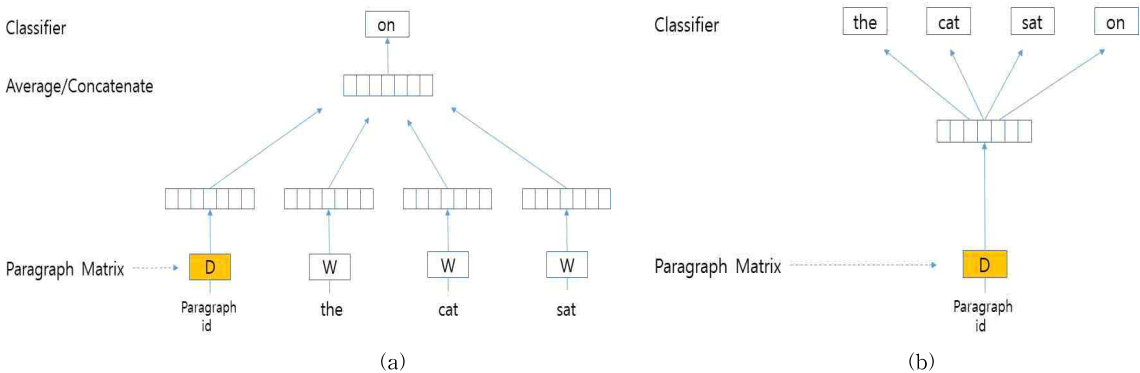 Classifier
on
Average/Concatenate
Paragraph Matrix
D
W
W
W
Paragraph
id
the
cat
sat
(a)
Classifier
the
cat
sat
on
Paragraph Matrix
D
Paragraph
id
(b)